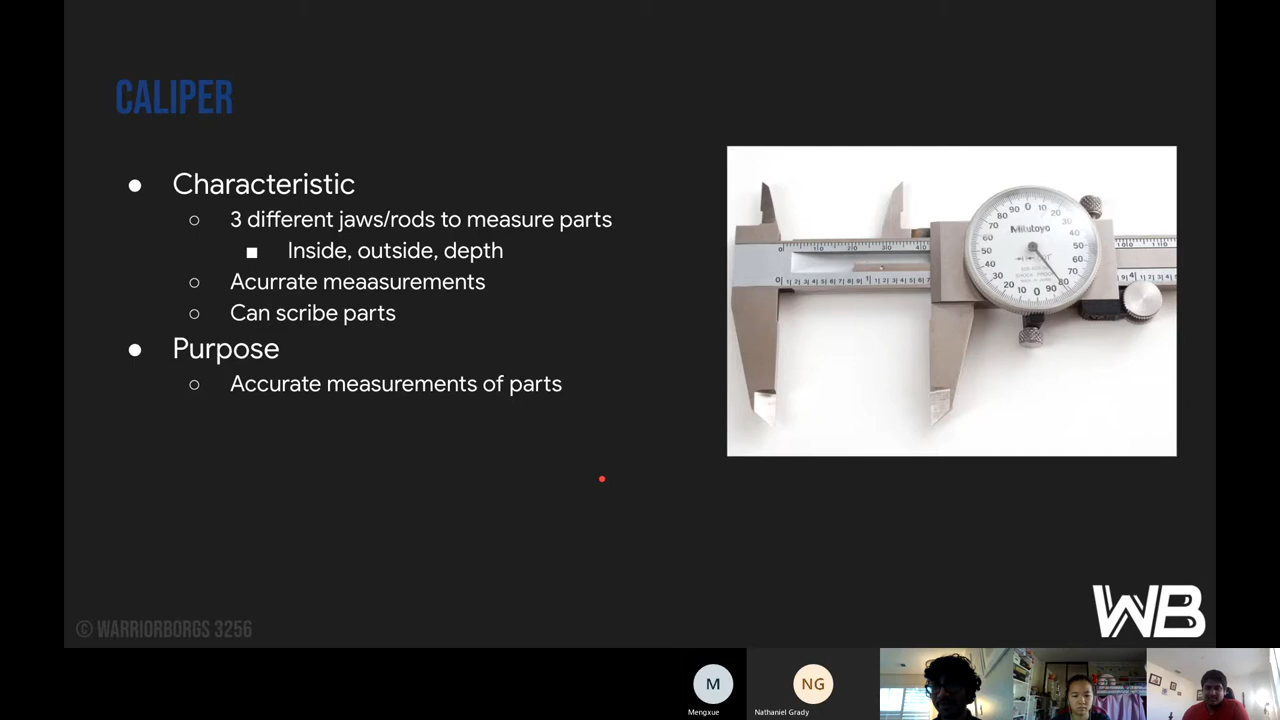 CALIPER
Characteristic
3 different jaws/rods to measure parts
Inside, outside, depth
Acurrate meaasurements
Can scribe parts
Purpose
Accurate measurements of parts
Mitutoyo
© WARRIORBORGS 3256
WB
M
NG
Mengxue
Nathaniel Grady